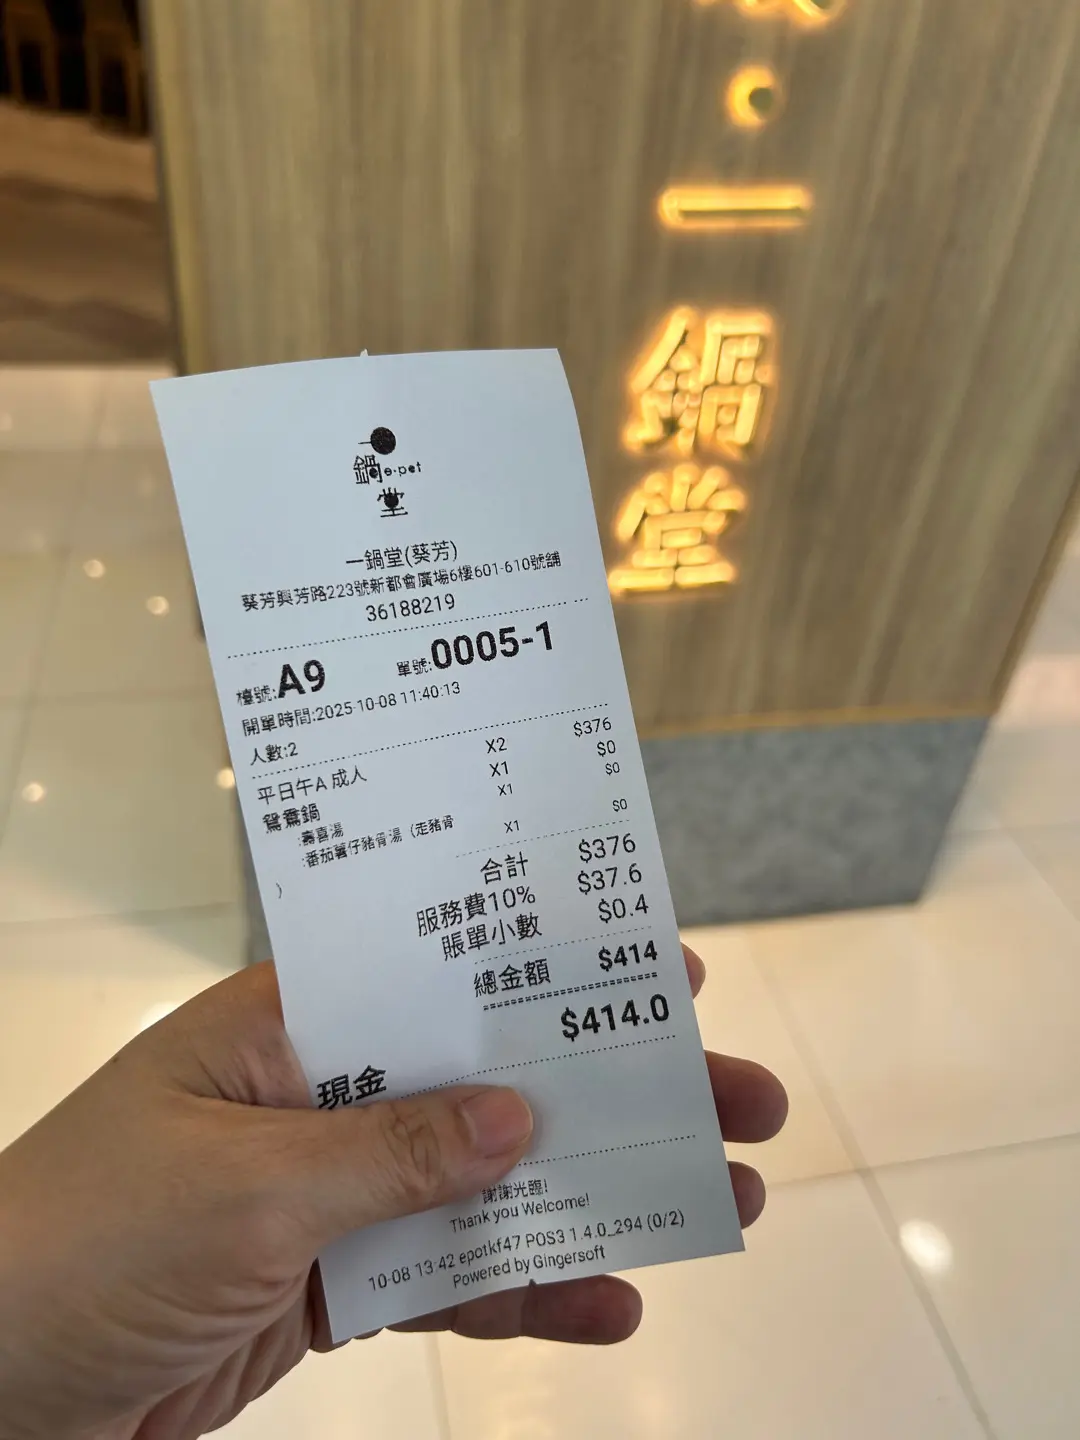 一
鍋
堂
一鍋堂 e·pot
一鍋堂(葵芳)
葵芳興芳路223號新都會廣場6樓601-610號舖
36188219
檯號:A9 單號:0005-1
開單時間:2025-10-08 11:40:13
人數:2
平日午A 成人 X2 $376
鴛鴦鍋 X1 $0
:壽喜湯 X1 $0
:番茄薯仔豬骨湯（走豬骨 X1 $0
）
合計 $376
服務費10% $37.6
賬單小數 $0.4
總金額 $414
$414.0
現金
謝謝光臨!
Thank you Welcome!
10-08 13:42 epotkf47 POS3 1.4.0_294 (0/2)
Powered by Gingersoft